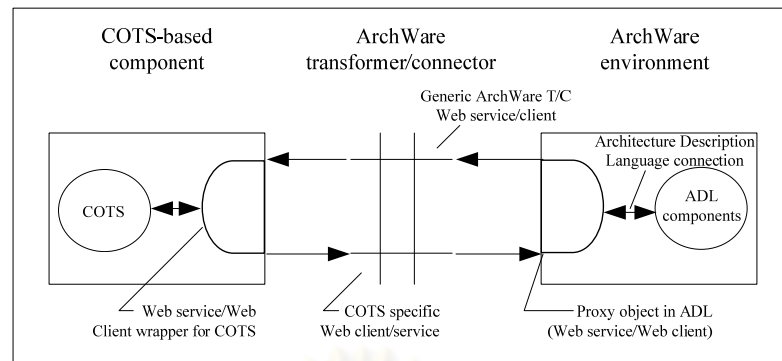 COTS-based
component
ArchWare
transformer/connector
ArchWare
environment
Generic ArchWare T/C
Web service/client
Architecture Description
Language connection
COTS
ADL
components
Web service/Web
Client wrapper for COTS
COTS specific
Web client/service
Proxy object in ADL
(Web service/Web client)